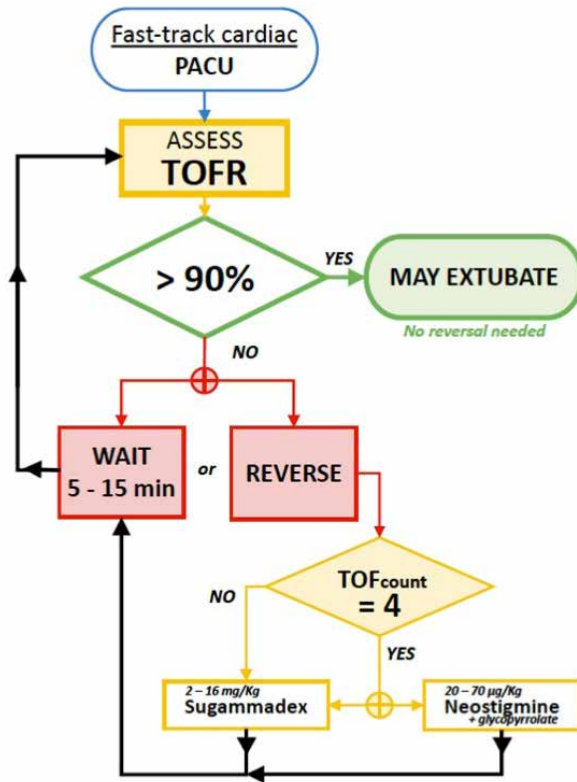 Fast-track cardiac
PACU
ASSESS
TOFR
> 90%
YES
MAY EXTUBATE
No reversal needed
NO
WAIT
5 - 15 min
or
REVERSE
TOFcount
= 4
NO
YES
2 – 16 mg/Kg
Sugammadex
20 – 70 µg/Kg
Neostigmine
+ glycopyrrolate